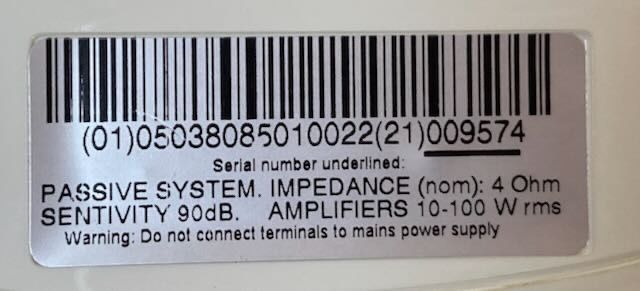 (01)05038085010022(21)009574
Serial number underlined:
PASSIVE SYSTEM. IMPEDANCE (nom): 4 Ohm
SENTIVITY 90dB. AMPLIFIERS 10-100 W rms
Warning: Do not connect terminals to mains power supply